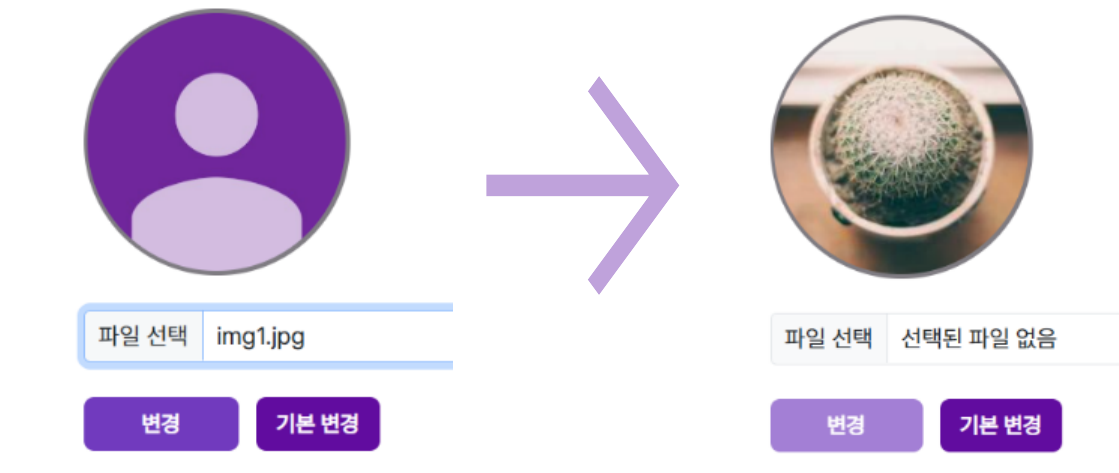 파일 선택 img1.jpg
변경 기본 변경
파일 선택 선택된 파일 없음
변경 기본 변경